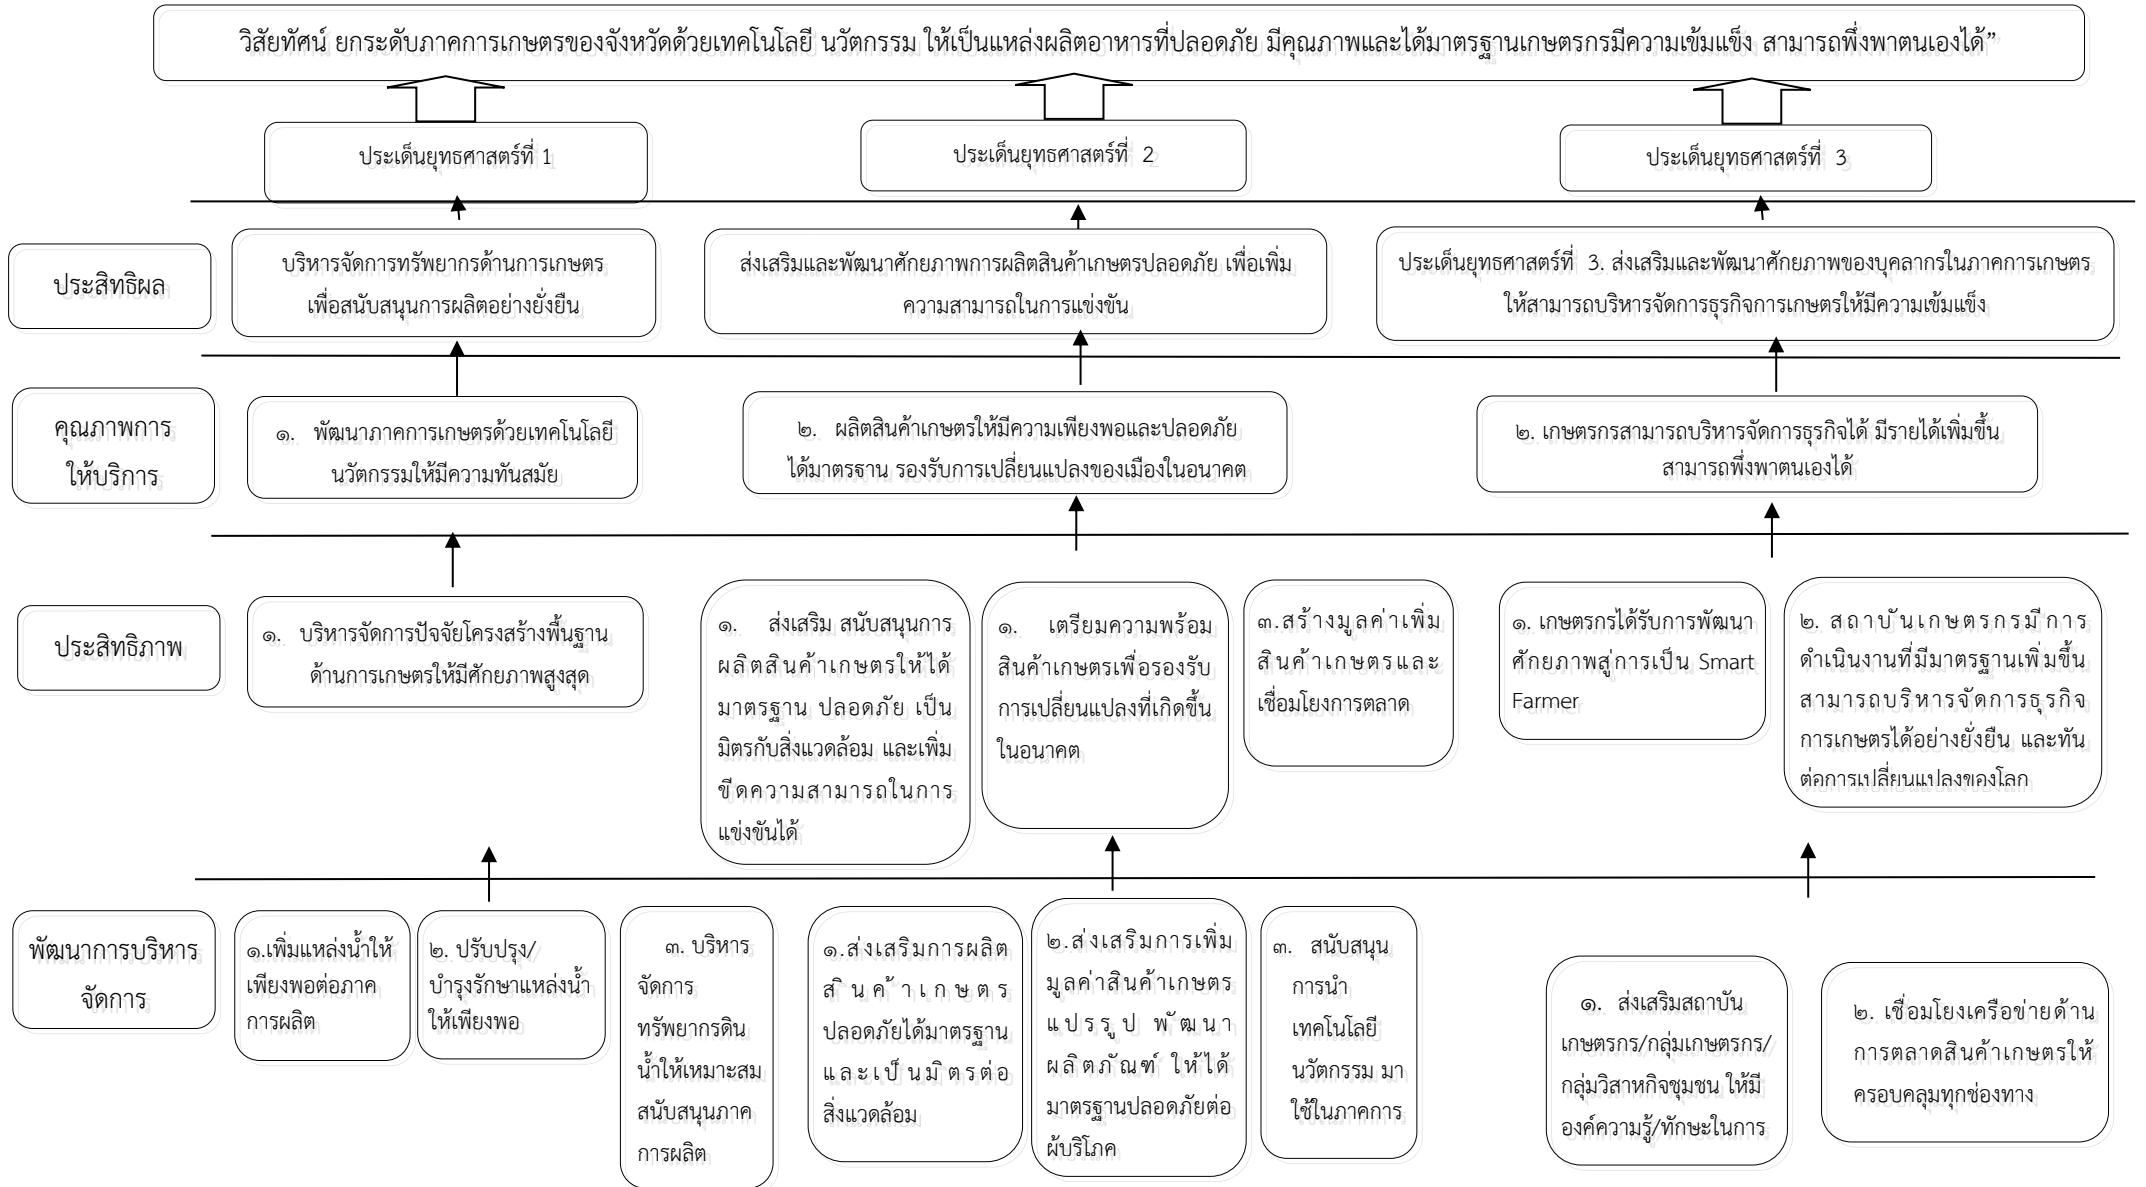 วิสัยทัศน์ ยกระดับภาคการเกษตรของจังหวัดด้วยเทคโนโลยี นวัตกรรม ให้เป็นแหล่งผลิตอาหารที่ปลอดภัย มีคุณภาพและได้มาตรฐานเกษตรกรมีความเข้มแข็ง สามารถพึ่งพาตนเองได้”
ประเด็นยุทธศาสตร์ที่ 1
ประเด็นยุทธศาสตร์ที่ 2
ประเด็นยุทธศาสตร์ที่ 3
ประสิทธิผล
บริหารจัดการทรัพยากรด้านการเกษตร
เพื่อสนับสนุนการผลิตอย่างยั่งยืน
ส่งเสริมและพัฒนาศักยภาพการผลิตสินค้าเกษตรปลอดภัย เพื่อเพิ่ม
ความสามารถในการแข่งขัน
ประเด็นยุทธศาสตร์ที่ 3. ส่งเสริมและพัฒนาศักยภาพของบุคลากรในภาคการเกษตร
ให้สามารถบริหารจัดการธุรกิจการเกษตรให้มีความเข้มแข็ง
คุณภาพการ
ให้บริการ
๑. พัฒนาภาคการเกษตรด้วยเทคโนโลยี
นวัตกรรมให้มีความทันสมัย
๒. ผลิตสินค้าเกษตรให้มีความเพียงพอและปลอดภัย
ได้มาตรฐาน รองรับการเปลี่ยนแปลงของเมืองในอนาคต
๒. เกษตรกรสามารถบริหารจัดการธุรกิจได้ มีรายได้เพิ่มขึ้น
สามารถพึ่งพาตนเองได้
ประสิทธิภาพ
๑. บริหารจัดการปัจจัยโครงสร้างพื้นฐาน
ด้านการเกษตรให้มีศักยภาพสูงสุด
๑. ส่งเสริม สนับสนุนการ
ผลิตสินค้าเกษตรให้ได้
มาตรฐาน ปลอดภัย เป็น
มิตรกับสิ่งแวดล้อม และเพิ่ม
ขีดความสามารถในการ
แข่งขันได้
๑. เตรียมความพร้อม
สินค้าเกษตรเพื่อรองรับ
การเปลี่ยนแปลงที่เกิดขึ้น
ในอนาคต
๓.สร้างมูลค่าเพิ่ม
สินค้าเกษตรและ
เชื่อมโยงการตลาด
๑. เกษตรกรได้รับการพัฒนา
ศักยภาพสู่การเป็น Smart
Farmer
๒. สถาบันเกษตรกรมีการ
ดำเนินงานที่มีมาตรฐานเพิ่มขึ้น
สามารถบริหารจัดการธุรกิจ
การเกษตรได้อย่างยั่งยืน และทัน
ต่อการเปลี่ยนแปลงของโลก
พัฒนาการบริหาร
จัดการ
๑.เพิ่มแหล่งน้ำให้
เพียงพอต่อภาค
การผลิต
๒. ปรับปรุง/
บำรุงรักษาแหล่งน้ำ
ให้เพียงพอ
๓. บริหาร
จัดการ
ทรัพยากรดิน
น้ำให้เหมาะสม
สนับสนุนภาค
การผลิต
๑.ส่งเสริมการผลิต
สินค้าเกษตร
ปลอดภัยได้มาตรฐาน
และเป็นมิตรต่อ
สิ่งแวดล้อม
๒.ส่งเสริมการเพิ่ม
มูลค่าสินค้าเกษตร
แปรรูป พัฒนา
ผลิตภัณฑ์ ให้ได้
มาตรฐานปลอดภัยต่อ
ผู้บริโภค
๓. สนับสนุน
การนำ
เทคโนโลยี
นวัตกรรม มา
ใช้ในภาคการ
๑. ส่งเสริมสถาบัน
เกษตรกร/กลุ่มเกษตรกร/
กลุ่มวิสาหกิจชุมชน ให้มี
องค์ความรู้/ทักษะในการ
๒. เชื่อมโยงเครือข่ายด้าน
การตลาดสินค้าเกษตรให้
ครอบคลุมทุกช่องทาง